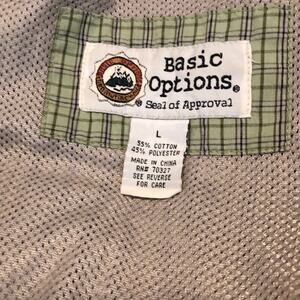 Basic
Options®
® Seal of Approval
L
55% COTTON
45% POLYESTER
MADE IN CHINA
RN# 70327
SEE REVERSE
FOR CARE